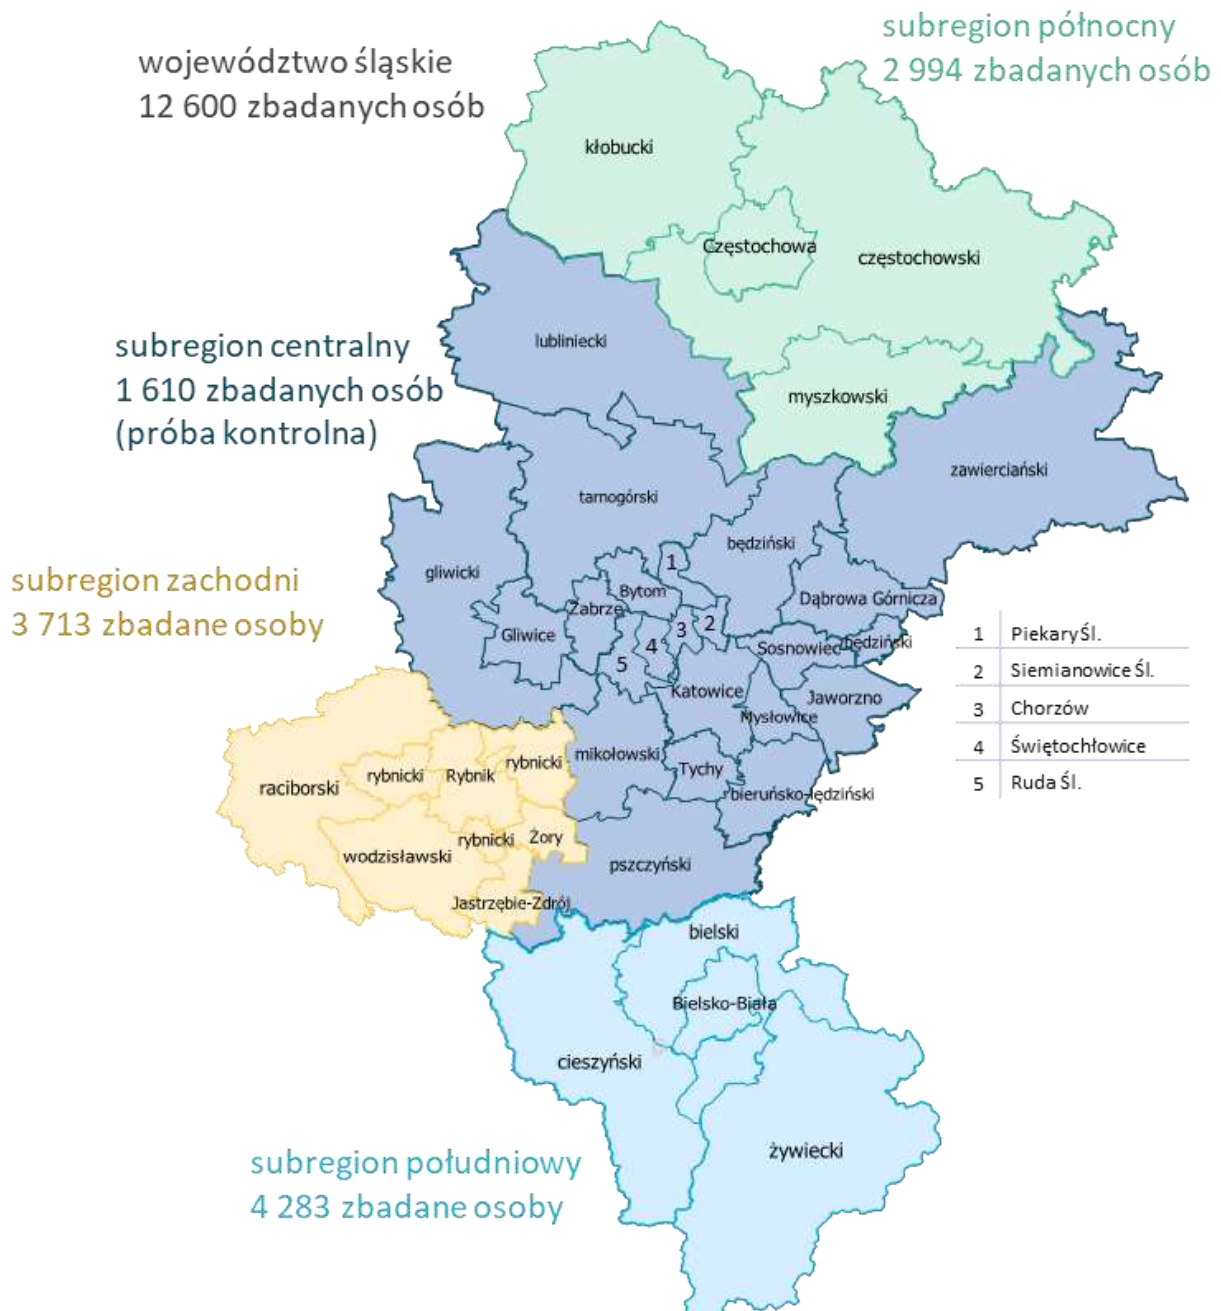 województwo śląskie
12 600 zbadanych osób
subregion północny
2 994 zbadanych osób
kłobucki
Częstochowa
częstochowski
subregion centralny
1 610 zbadanych osób
(próba kontrolna)
lubliniecki
myszkowski
zawierciański
tarnogórski
będziński
gliwicki
1
Bytom
Zabrze
Dąbrowa Górnicza
Gliwice
2
3
4
5
Sosnowiec
będziński
Katowice
Mysłowice
Jaworzno
subregion zachodni
3 713 zbadane osoby
1 Piekary Śl.
2 Siemianowice Śl.
3 Chorzów
4 Świętochłowice
5 Ruda Śl.
mikołowski
Tychy
bieruńsko-lędziński
raciborski
rybnicki
Rybnik
rybnicki
wodzisławski
rybnicki
Żory
Jastrzębie-Zdrój
pszczyński
bielski
Bielsko-Biała
cieszyński
żywiecki
subregion południowy
4 283 zbadane osoby